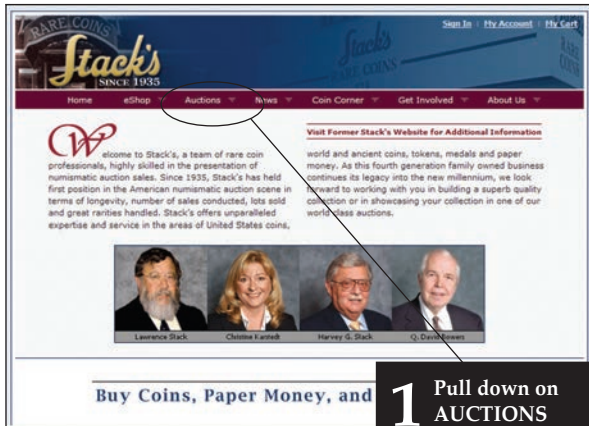 RARE COINS
Stack's
SINCE 1935
Stack's
RARE COINS
Sign In | My Account | My Cart
Home eShop Auctions News Coin Corner Get Involved About Us
Welcome to Stack's, a team of rare coin
professionals, highly skilled in the presentation of
numismatic auction sales. Since 1935, Stack's has held
first position in the American numismatic auction scene in
terms of longevity, number of sales conducted, lots sold
and great rarities handled. Stack's offers unparalleled
expertise and service in the areas of United States coins,
Visit Former Stack's Website for Additional Information
world and ancient coins, tokens, medals and paper
money. As this fourth generation family owned business
continues its legacy into the new millennium, we look
forward to working with you in building a superb quality
collection or in showcasing your collection in one of our
world class auctions.
Lawrence Stack Christine Karstedt Harvey G. Stack Q. David Bowers
Buy Coins, Paper Money, and
1 Pull down on
AUCTIONS